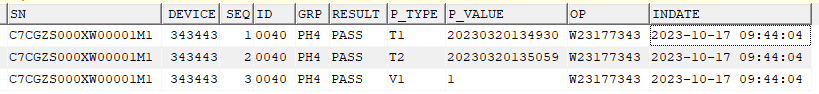 SN DEVICE SEQ ID GRP RESULT P_TYPE P_VALUE OP INDATE
C7CGZS000XW00001M1 343443 1 0040 PH4 PASS T1 20230320134930 W23177343 2023-10-17 09:44:04
C7CGZS000XW00001M1 343443 2 0040 PH4 PASS T2 20230320135059 W23177343 2023-10-17 09:44:04
C7CGZS000XW00001M1 343443 3 0040 PH4 PASS V1 1 W23177343 2023-10-17 09:44:04